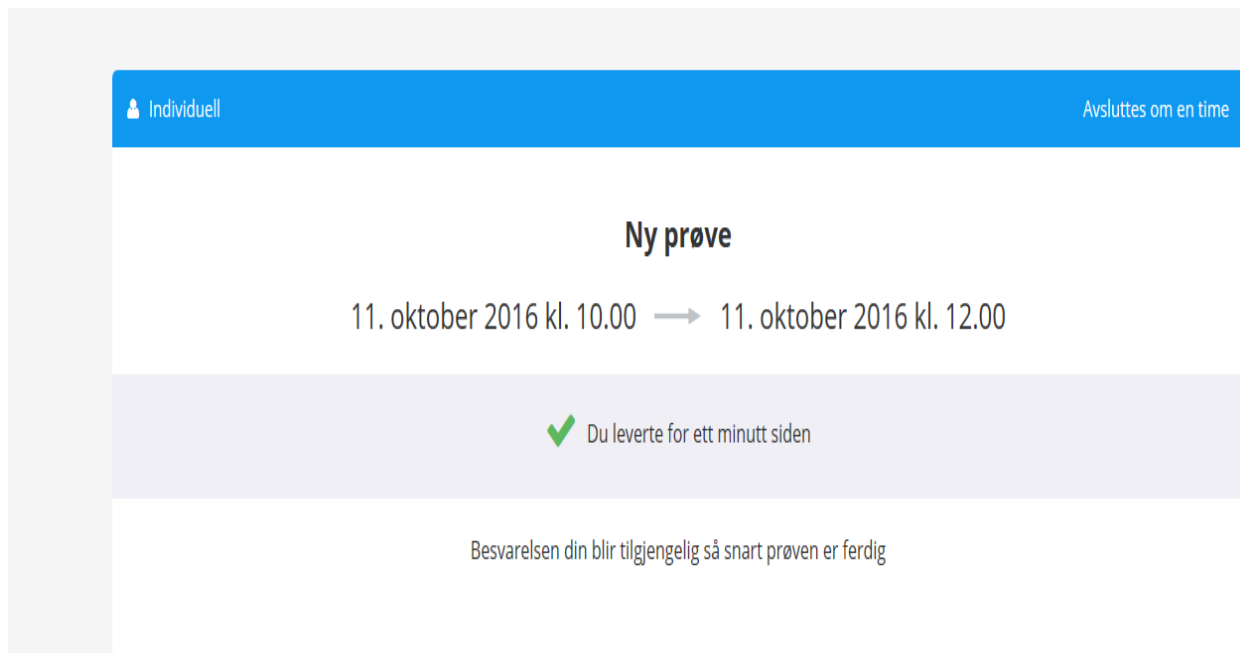 Individuell Avsluttes om en time
Ny prøve
11. oktober 2016 kl. 10.00 → 11. oktober 2016 kl. 12.00
Du leverte for ett minutt siden
Besvarelsen din blir tilgjengelig så snart prøven er ferdig